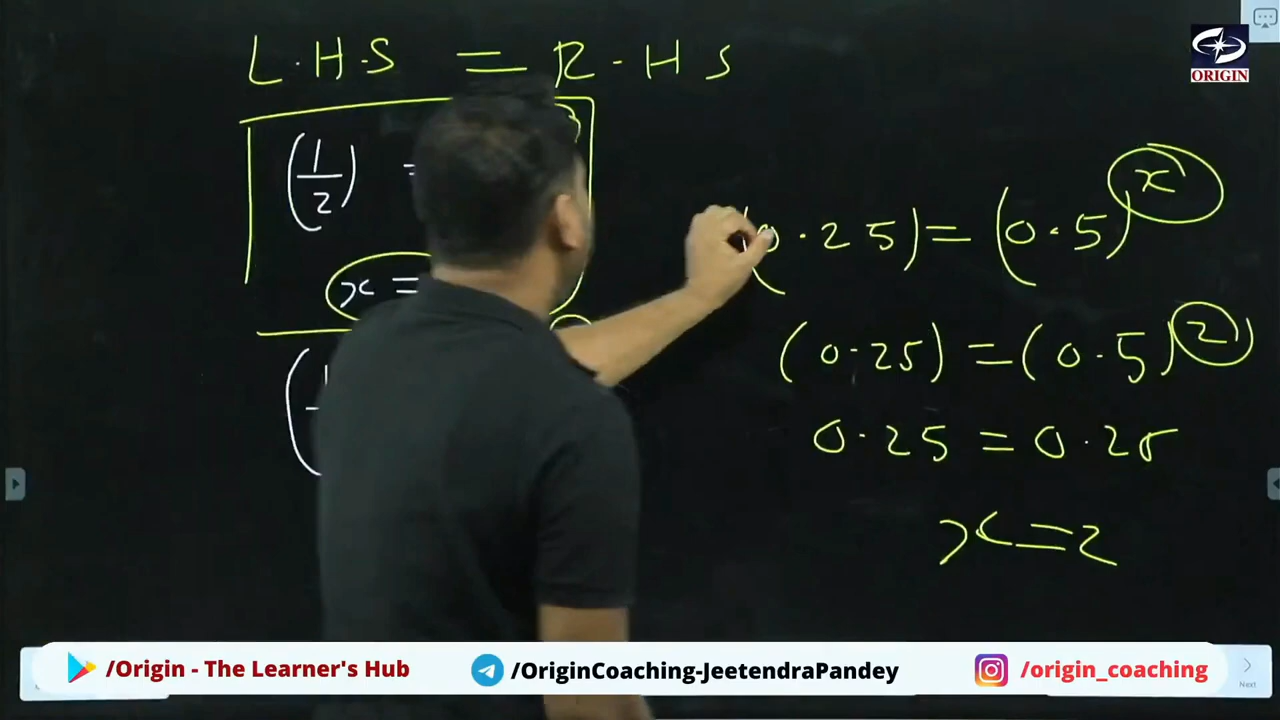 L.H.S = R.H S
(1/2) =
x =
(0.25) = (0.5)^x
(0.25) = (0.5)^2
0.25 = 0.25
x = 2
ORIGIN
/Origin - The Learner's Hub
/OriginCoaching-JeetendraPandey
/origin_coaching
Next